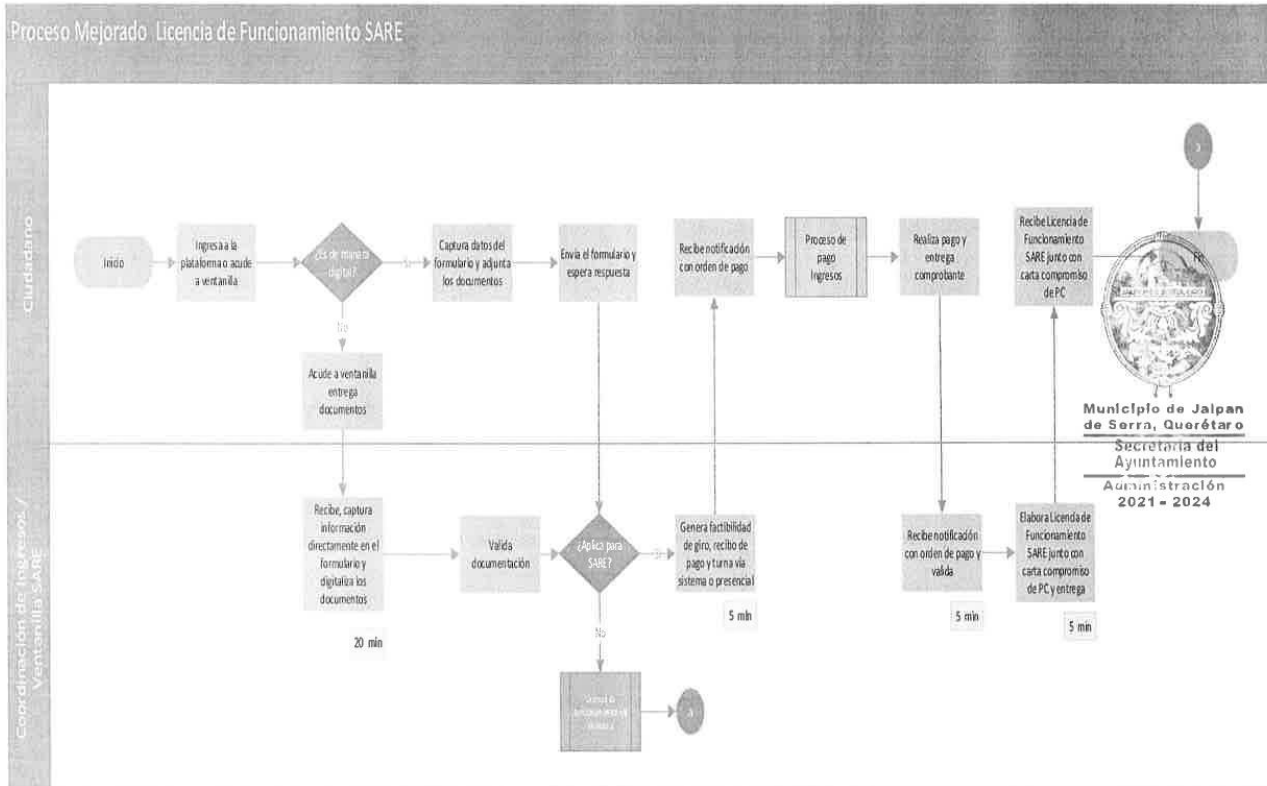 Proceso Mejorado Licencia de Funcionamiento SARE
Ciudadano
Inicio
Ingresa a la
plataforma o acude
a ventanilla
¿Es de manera
digital?
Si
Captura datos del
formulario y adjunta
los documentos
Envia el formulario y
espera respuesta
Recibe notificación
con orden de pago
Proceso de
pago
Ingresos
Realiza pago y
entrega
comprobante
Recibe Licencia de
Funcionamiento
SARE junto con
carta compromiso
de PC
a
Fin
No
Acude a ventanilla
entrega
documentos
Municipio de Jalpan
de Serra, Querétaro
Secretaría del
Ayuntamiento
Administración
2021 - 2024
Coordinación de Ingresos /
Ventanilla SARE
Recibe, captura
información
directamente en el
formulario y
digitaliza los
documentos
20 min
Valida
documentación
¿Aplica para
SARE?
Si
Genera factibilidad
de giro, recibo de
pago y turna vía
sistema o presencial
5 min
Recibe notificación
con orden de pago y
valida
5 min
Elabora Licencia de
Funcionamiento
SARE junto con
carta compromiso
de PC y entrega
5 min
No
a